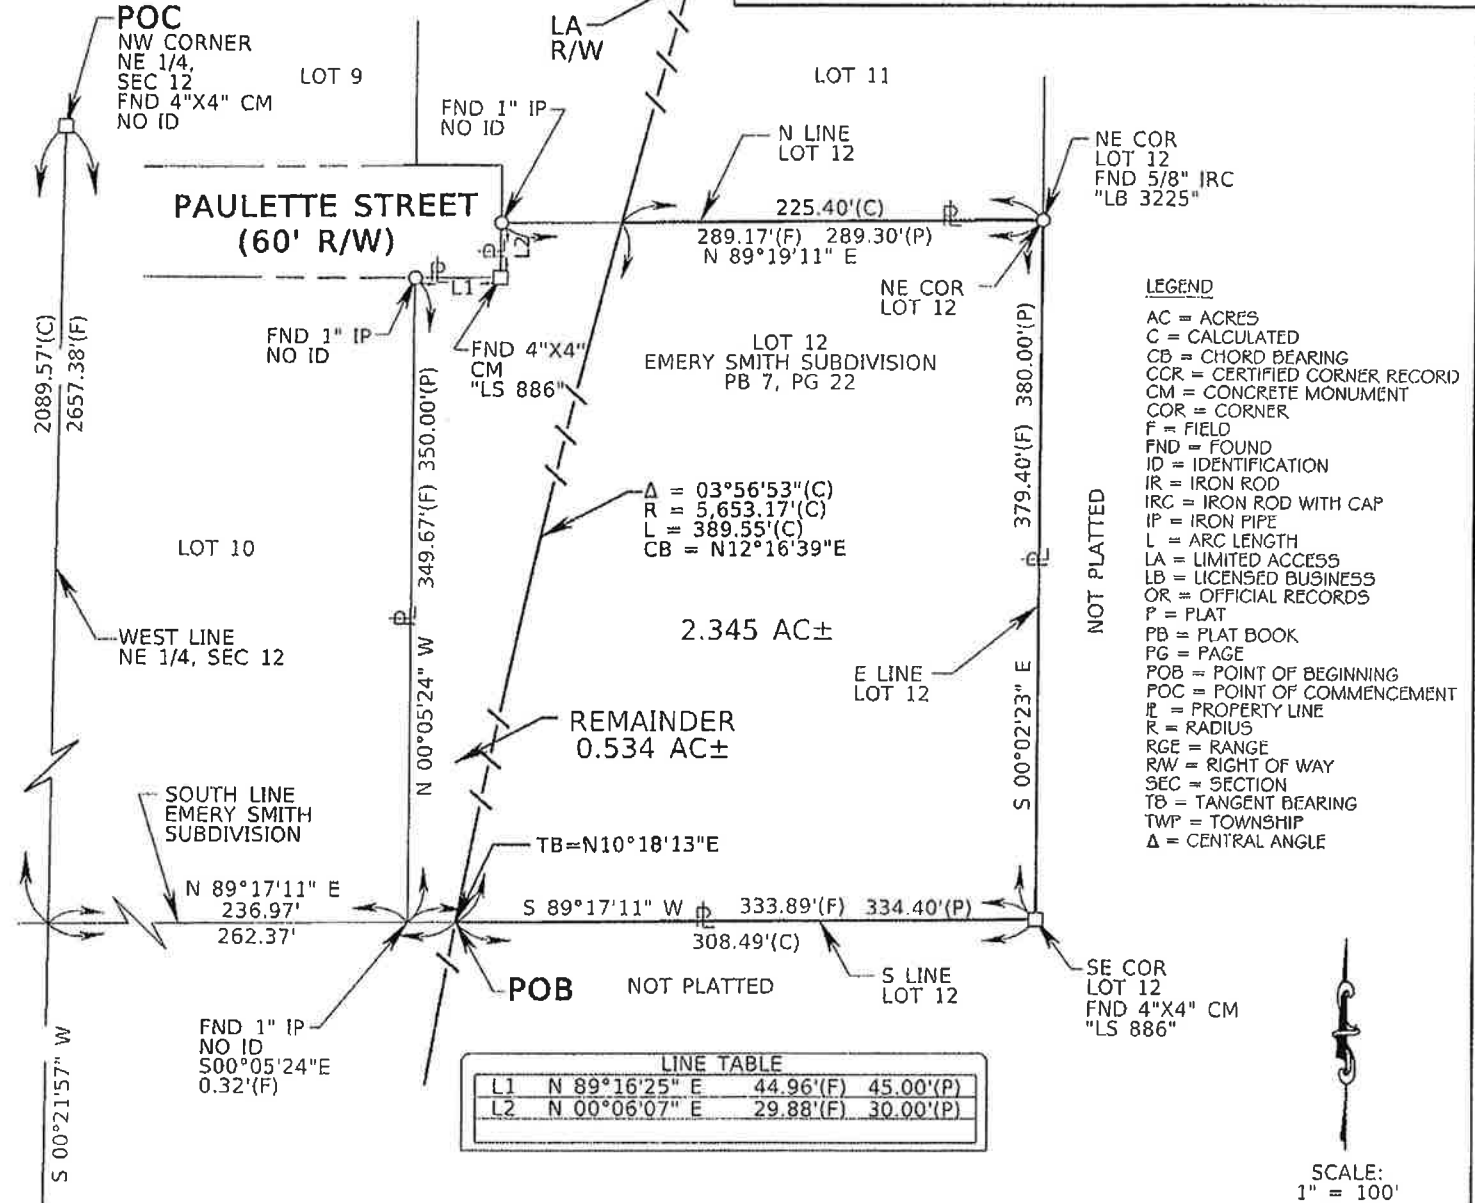 POC
NW CORNER
NE 1/4,
SEC 12
FND 4"X4" CM
NO ID
LOT 9
LA
R/W
LOT 11
FND 1" IP
NO ID
N LINE
LOT 12
NE COR
LOT 12
FND 5/8" IRC
"LB 3225"
PAULETTE STREET
(60' R/W)
225.40'(C)
289.17'(F) 289.30'(P)
N 89°19'11" E
L2
L1
NE COR
LOT 12
FND 1" IP
NO ID
FND 4"X4"
CM
"LS 886"
LOT 12
EMERY SMITH SUBDIVISION
PB 7, PG 22
2089.57'(C)
2657.38'(F)
N 00°05'24" W 349.67'(F) 350.00'(P)
S 00°02'23" E 379.40'(F) 380.00'(P)
Δ = 03°56'53"(C)
R = 5,653.17'(C)
L = 389.55'(C)
CB = N12°16'39"E
LOT 10
NOT PLATTED
WEST LINE
NE 1/4, SEC 12
2.345 AC±
E LINE
LOT 12
REMAINDER
0.534 AC±
SOUTH LINE
EMERY SMITH
SUBDIVISION
TB=N10°18'13"E
N 89°17'11" E
236.97'
262.37'
S 89°17'11" W 333.89'(F) 334.40'(P)
308.49'(C)
POB
NOT PLATTED
S LINE
LOT 12
SE COR
LOT 12
FND 4"X4" CM
"LS 886"
FND 1" IP
NO ID
S00°05'24"E
0.32'(F)
S 00°21'57" W
LINE TABLE
L1 N 89°16'25" E 44.96'(F) 45.00'(P)
L2 N 00°06'07" E 29.88'(F) 30.00'(P)
LEGEND
AC = ACRES
C = CALCULATED
CB = CHORD BEARING
CCR = CERTIFIED CORNER RECORD
CM = CONCRETE MONUMENT
COR = CORNER
F = FIELD
FND = FOUND
ID = IDENTIFICATION
IR = IRON ROD
IRC = IRON ROD WITH CAP
IP = IRON PIPE
L = ARC LENGTH
LA = LIMITED ACCESS
LB = LICENSED BUSINESS
OR = OFFICIAL RECORDS
P = PLAT
PB = PLAT BOOK
PG = PAGE
POB = POINT OF BEGINNING
POC = POINT OF COMMENCEMENT
PL = PROPERTY LINE
R = RADIUS
RGE = RANGE
R/W = RIGHT OF WAY
SEC = SECTION
TB = TANGENT BEARING
TWP = TOWNSHIP
Δ = CENTRAL ANGLE
SCALE:
1" = 100'